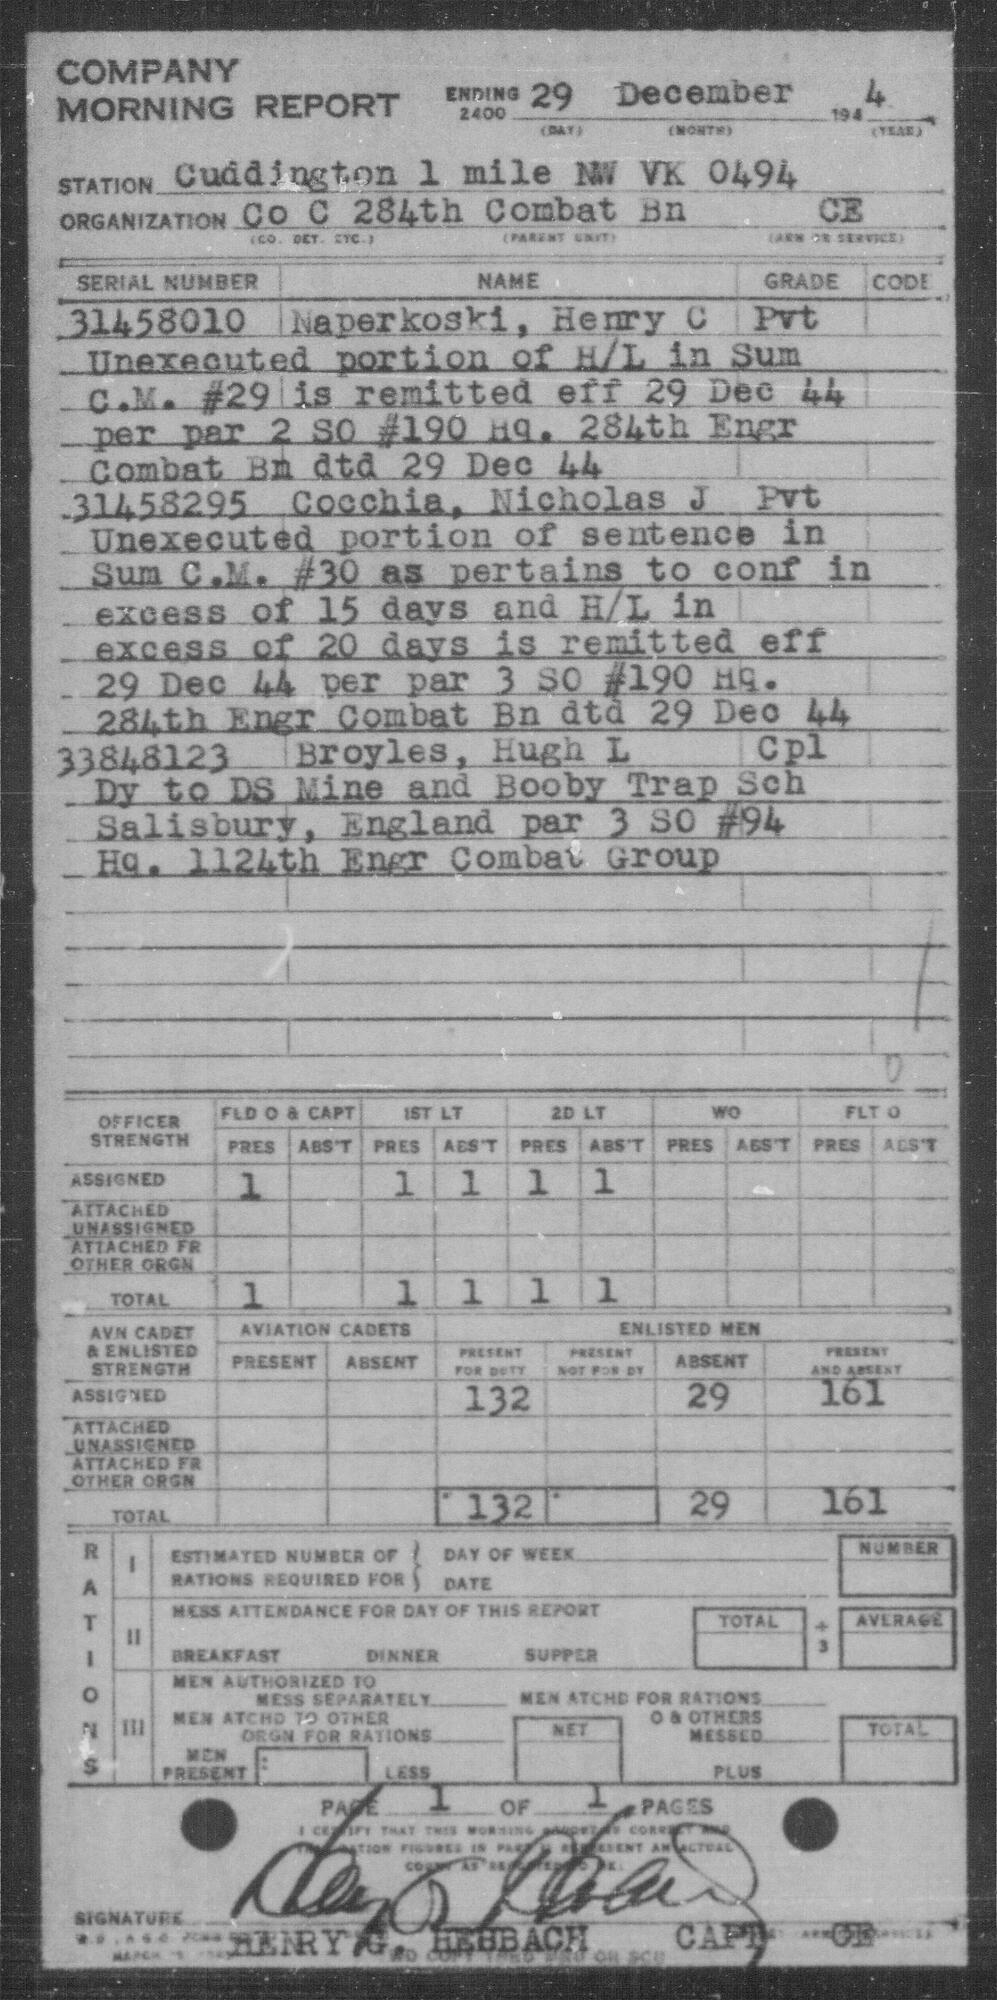 COMPANY
MORNING REPORT
ENDING 2400 29 December 194 4
(DAY) (MONTH) (YEAR)
STATION Cuddington 1 mile NW VK 0494
ORGANIZATION Co C 284th Combat Bn CE
(CO. DET. ETC.) (PARENT UNIT) (ARM OR SERVICE)
SERIAL NUMBER NAME GRADE CODE
31458010 Naperkoski, Henry C Pvt
Unexecuted portion of H/L in Sum
C.M. #29 is remitted eff 29 Dec 44
per par 2 SO #190 Hq. 284th Engr
Combat Bn dtd 29 Dec 44
31458295 Cocchia, Nicholas J Pvt
Unexecuted portion of sentence in
Sum C.M. #30 as pertains to conf in
excess of 15 days and H/L in
excess of 20 days is remitted eff
29 Dec 44 per par 3 SO #190 Hq.
284th Engr Combat Bn dtd 29 Dec 44
33848123 Broyles, Hugh L Cpl
Dy to DS Mine and Booby Trap Sch
Salisbury, England par 3 SO #94
Hq. 1124th Engr Combat Group
OFFICER STRENGTH FLD O & CAPT 1ST LT 2D LT WO FLT O
PRES ABS'T PRES ABS'T PRES ABS'T PRES ABS'T PRES ABS'T
ASSIGNED 1 1 1 1 1
ATTACHED UNASSIGNED
ATTACHED FR OTHER ORGN
TOTAL 1 1 1 1 1
AVN CADET & ENLISTED STRENGTH AVIATION CADETS ENLISTED MEN
PRESENT ABSENT PRESENT FOR DUTY PRESENT NOT FOR DY ABSENT PRESENT AND ABSENT
ASSIGNED 132 29 161
ATTACHED UNASSIGNED
ATTACHED FR OTHER ORGN
TOTAL 132 29 161
RATIONS
I ESTIMATED NUMBER OF RATIONS REQUIRED FOR { DAY OF WEEK NUMBER
DATE
II MESS ATTENDANCE FOR DAY OF THIS REPORT TOTAL ÷ 3 AVERAGE
BREAKFAST DINNER SUPPER
III MEN AUTHORIZED TO MESS SEPARATELY MEN ATCHD FOR RATIONS
MEN ATCHD TO OTHER ORGN FOR RATIONS NET O & OTHERS MESSED TOTAL
MEN PRESENT LESS PLUS
PAGE 1 OF 1 PAGES
I CERTIFY THAT THIS MORNING REPORT IS CORRECT AND
FIGURES IN PART ACTUAL
SIGNATURE
HENRY G. HEBBACH CAPT CE